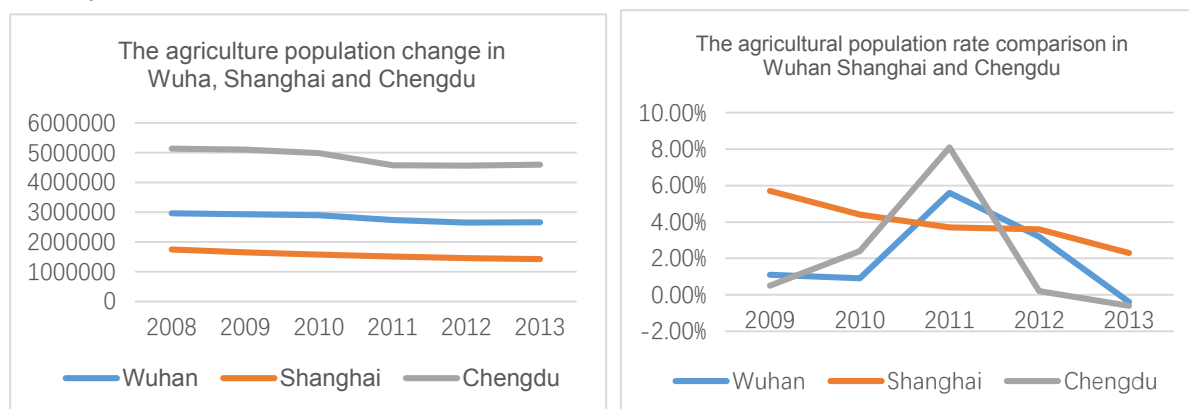 The agriculture population change in
Wuha, Shanghai and Chengdu
6000000
5000000
4000000
3000000
2000000
1000000
0
2008 2009 2010 2011 2012 2013
Wuhan Shanghai Chengdu
The agricultural population rate comparison in
Wuhan Shanghai and Chengdu
10.00%
8.00%
6.00%
4.00%
2.00%
0.00%
-2.00%
2009 2010 2011 2012 2013
Wuhan Shanghai Chengdu